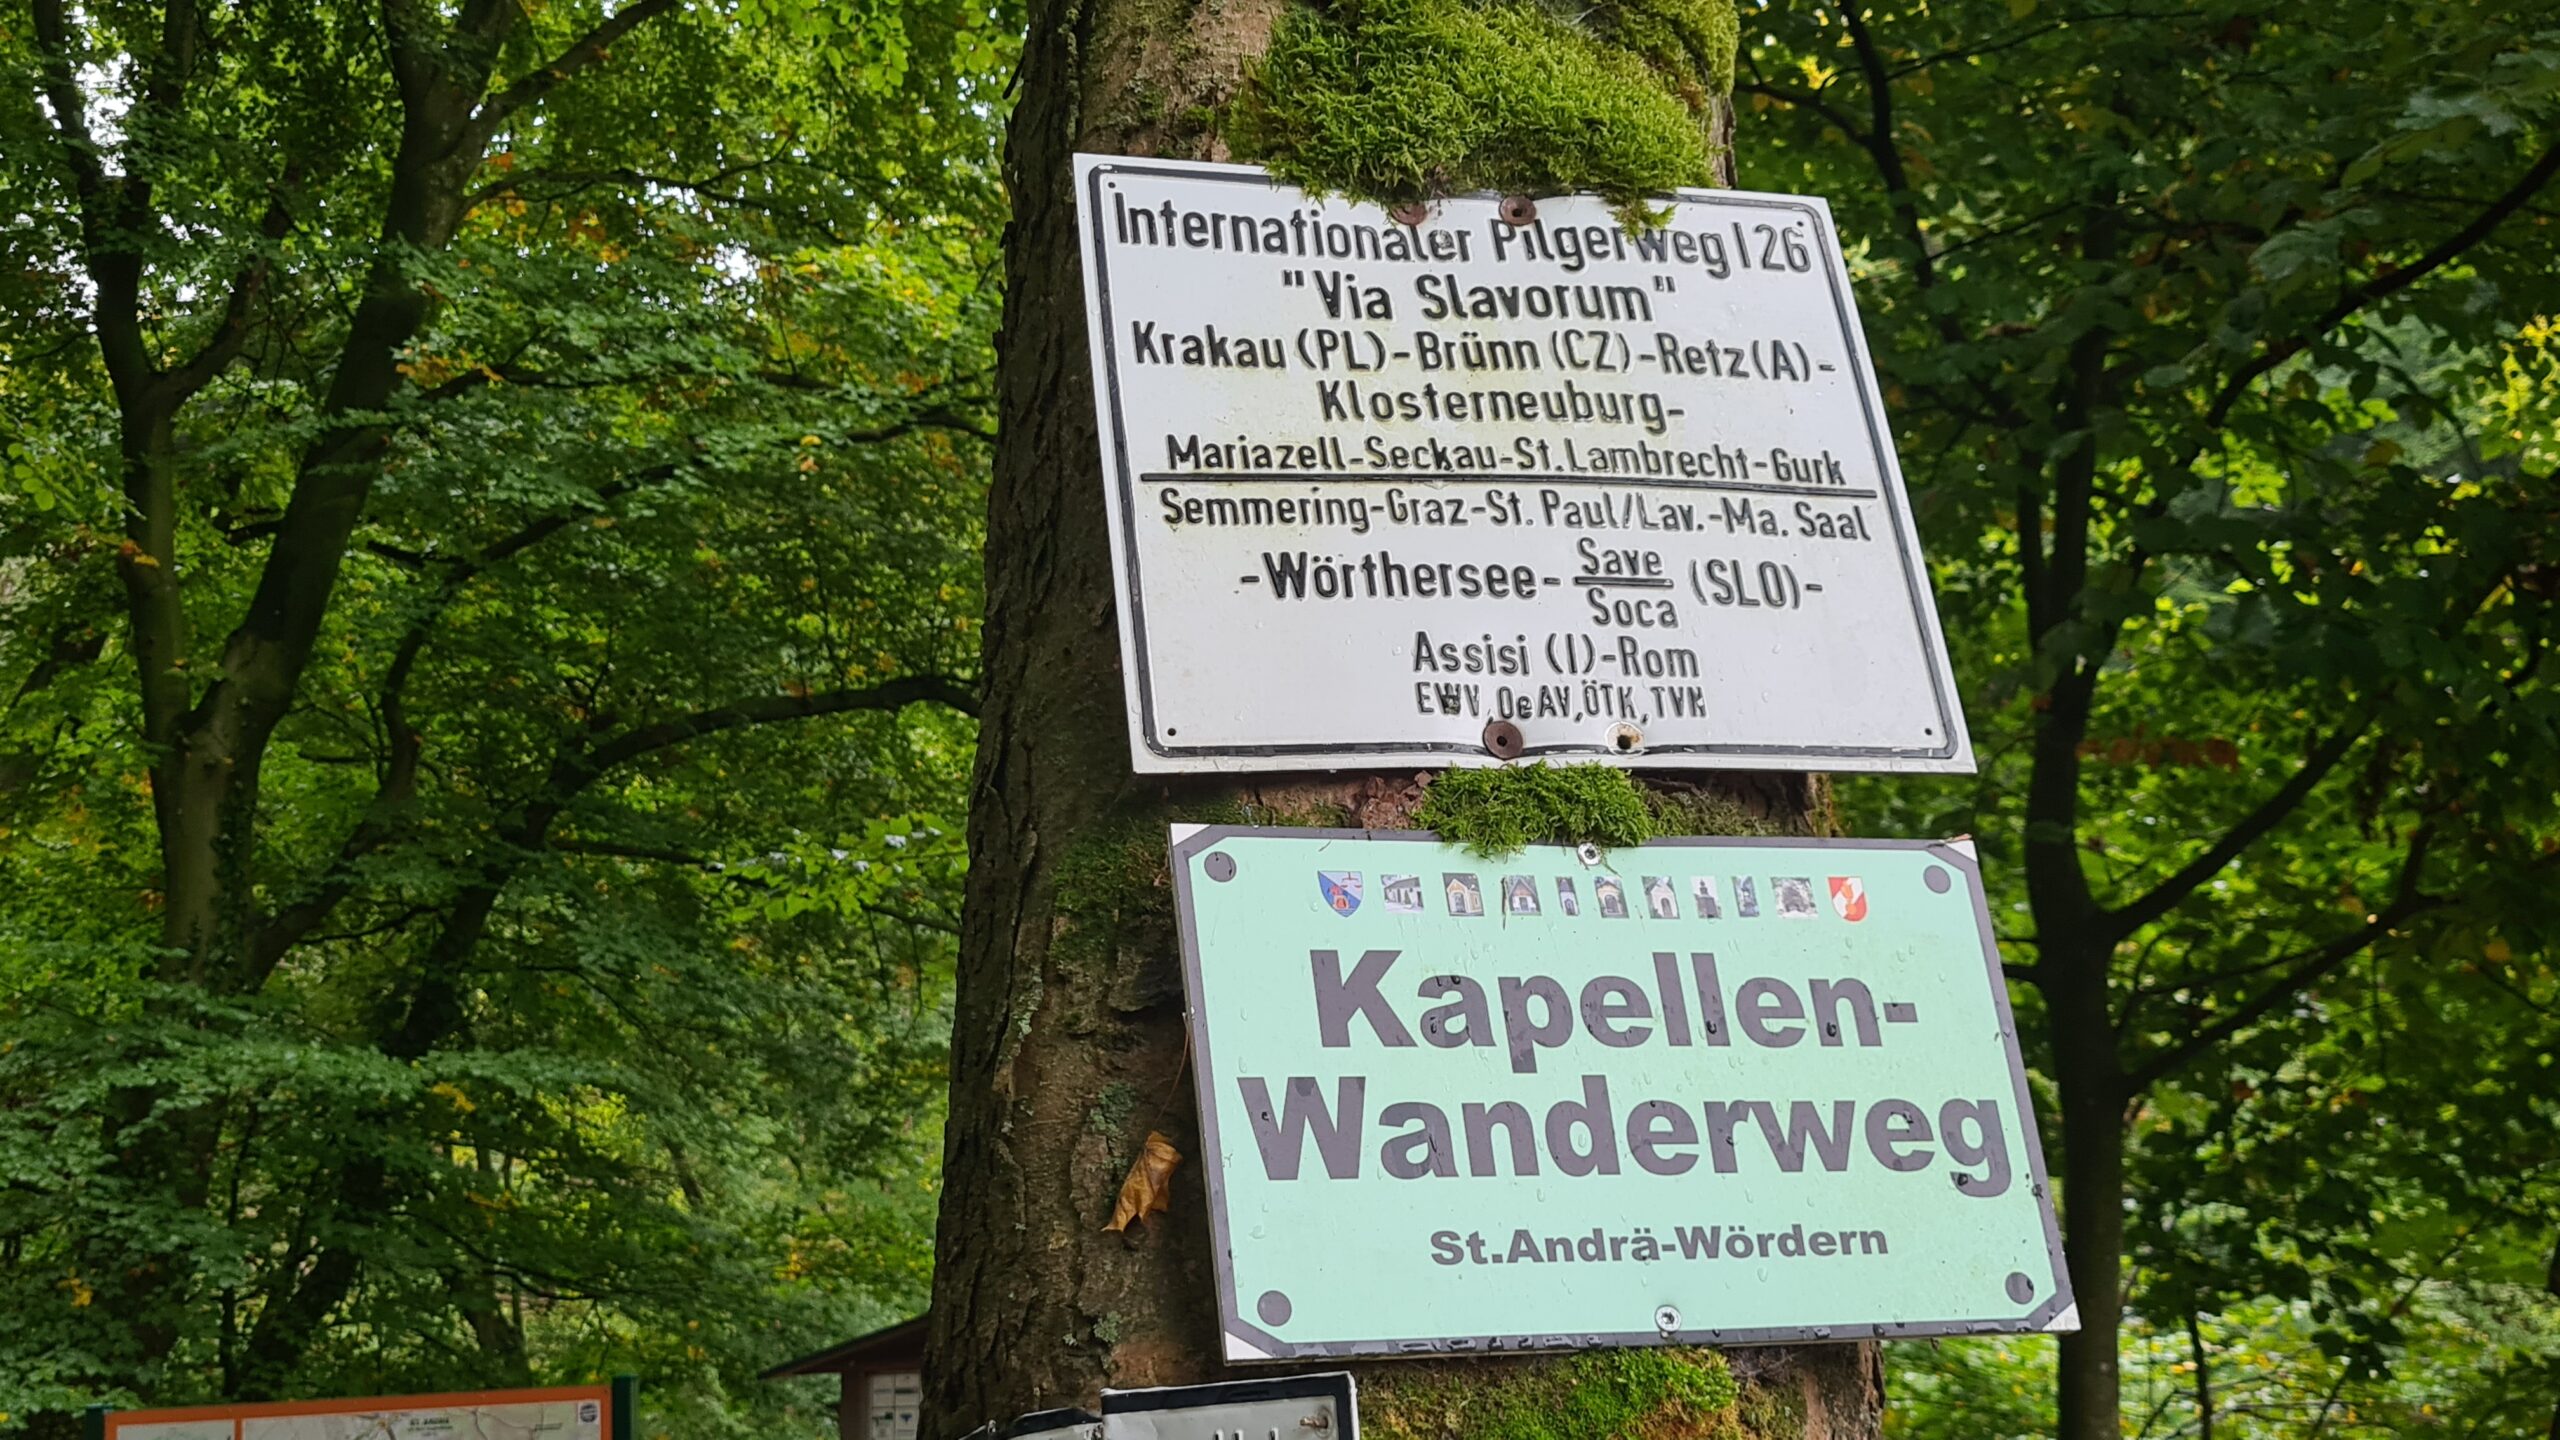 Internationaler Pilgerweg I 26
"Via Slavorum"
Krakau (PL)-Brünn (CZ)-Retz(A)-
Klosterneuburg-
Mariazell-Seckau-St.Lambrecht-Gurk
Semmering-Graz-St. Paul/Lav.-Ma. Saal
-Wörthersee- Save (SLO)-
Soca
Assisi (I)-Rom
EWV, OeAV, ÖTK, TVN
Kapellen-
Wanderweg
St.Andrä-Wördern
ST. ANDRÄ